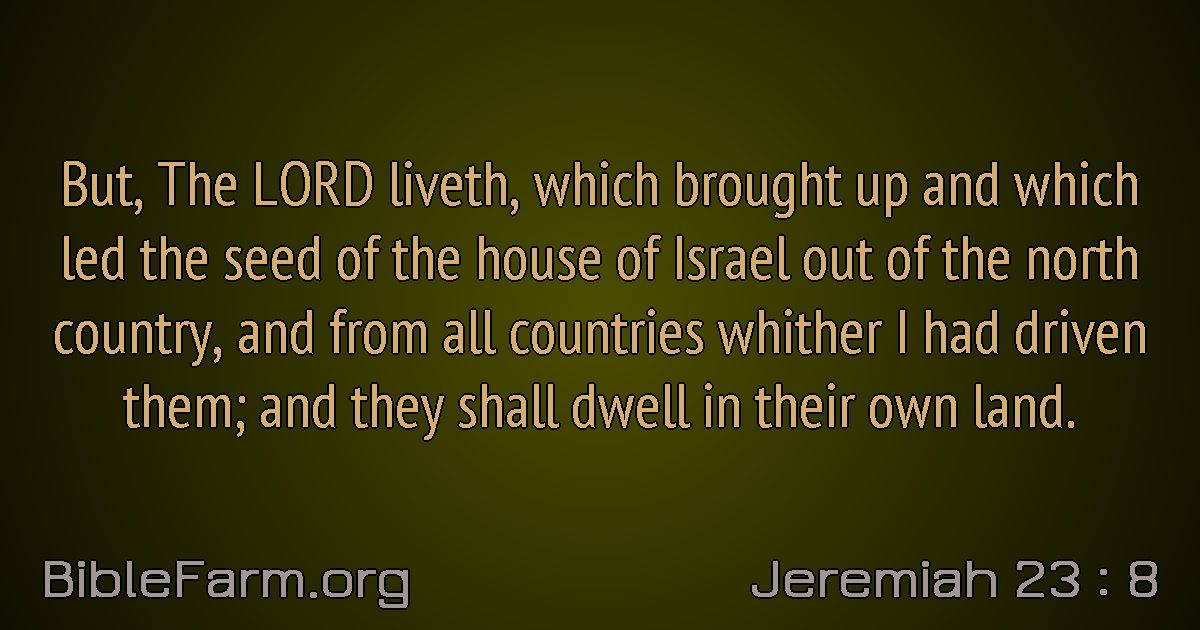 But, The LORD liveth, which brought up and which
led the seed of the house of Israel out of the north
country, and from all countries whither I had driven
them; and they shall dwell in their own land.
BibleFarm.org
Jeremiah 23 : 8